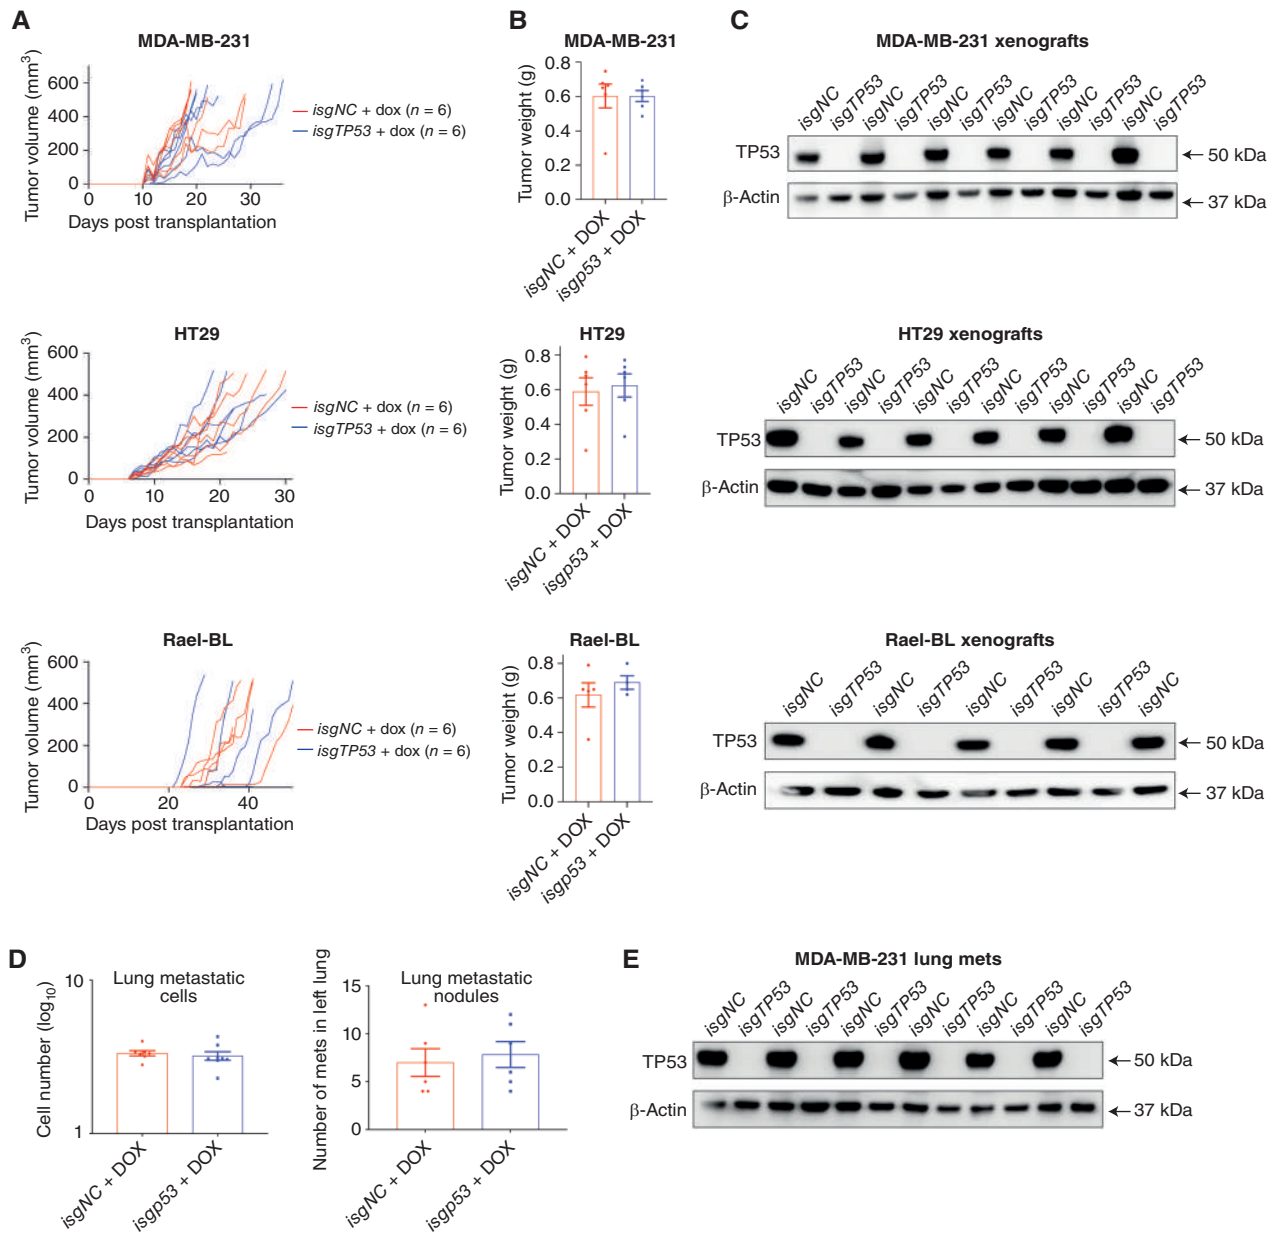 A
MDA-MB-231
Tumor volume (mm³)
600
400
200
0
0
10
20
30
Days post transplantation
isgNC + dox (n = 6)
isgTP53 + dox (n = 6)
B
MDA-MB-231
Tumor weight (g)
0.8
0.6
0.4
0.2
0.0
isgNC + DOX
isgp53 + DOX
C
MDA-MB-231 xenografts
isgNC
isgTP53
isgNC
isgTP53
isgNC
isgTP53
isgNC
isgTP53
isgNC
isgTP53
isgNC
isgTP53
TP53
← 50 kDa
β-Actin
← 37 kDa
HT29
Tumor volume (mm³)
600
400
200
0
0
10
20
30
Days post transplantation
isgNC + dox (n = 6)
isgTP53 + dox (n = 6)
HT29
Tumor weight (g)
0.8
0.6
0.4
0.2
0.0
isgNC + DOX
isgp53 + DOX
HT29 xenografts
isgNC
isgTP53
isgNC
isgTP53
isgNC
isgTP53
isgNC
isgTP53
isgNC
isgTP53
isgNC
isgTP53
TP53
← 50 kDa
β-Actin
← 37 kDa
Rael-BL
Tumor volume (mm³)
600
400
200
0
0
20
40
Days post transplantation
isgNC + dox (n = 6)
isgTP53 + dox (n = 6)
Rael-BL
Tumor weight (g)
0.8
0.6
0.4
0.2
0.0
isgNC + DOX
isgp53 + DOX
Rael-BL xenografts
isgNC
isgTP53
isgNC
isgTP53
isgNC
isgTP53
isgNC
isgTP53
isgNC
TP53
← 50 kDa
β-Actin
← 37 kDa
D
Lung metastatic
cells
Cell number (log₁₀)
10
1
isgNC + DOX
isgp53 + DOX
Lung metastatic
nodules
Number of mets in left lung
15
10
5
0
isgNC + DOX
isgp53 + DOX
E
MDA-MB-231 lung mets
isgNC
isgTP53
isgNC
isgTP53
isgNC
isgTP53
isgNC
isgTP53
isgNC
isgTP53
isgNC
isgTP53
TP53
← 50 kDa
β-Actin
← 37 kDa